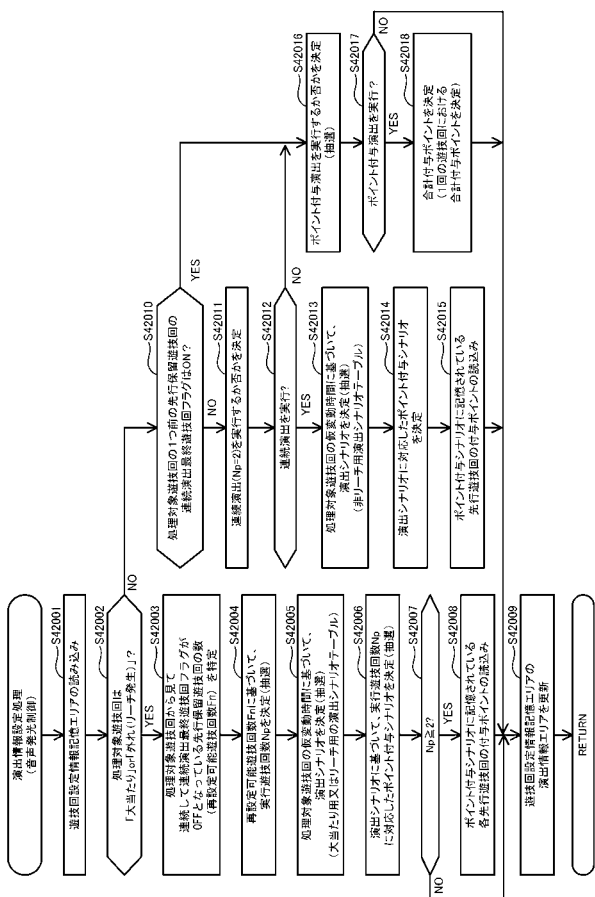 演出情報設定処理
(音声発光制御)
S42001
遊技回設定情報記憶エリアの読み込み
S42002
処理対象遊技回は
「大当たり」or「外れ(リーチ発生)」?
NO
YES
S42003
処理対象遊技回から見て
連続して連続演出最終遊技回フラグが
OFFとなっている先行保留遊技回の数
(再設定可能遊技回数Fn)を特定
S42004
再設定可能遊技回数Fnに基づいて、
実行遊技回数Npを決定(抽選)
S42005
処理対象遊技回の仮変動時間に基づいて、
演出シナリオを決定(抽選)
(大当たり用又はリーチ用の演出シナリオテーブル)
S42006
演出シナリオに基づいて、実行遊技回数Np
に対応したポイント付与シナリオを決定(抽選)
S42007
Np≧2?
NO
YES
S42008
ポイント付与シナリオに記憶されている
各先行遊技回の付与ポイントの読込み
S42009
遊技回設定情報記憶エリアの
演出情報エリアを更新
RETURN
S42010
処理対象遊技回の1つ前の先行保留遊技回の
連続演出最終遊技回フラグはON?
YES
NO
S42011
連続演出(Np=2)を実行するか否かを決定
S42012
連続演出を実行?
NO
YES
S42013
処理対象遊技回の仮変動時間に基づいて、
演出シナリオを決定(抽選)
(非リーチ用演出シナリオテーブル)
S42014
演出シナリオに対応したポイント付与シナリオ
を決定
S42015
ポイント付与シナリオに記憶されている
先行遊技回の付与ポイントの読込み
S42016
ポイント付与演出を実行するか否かを決定
(抽選)
S42017
ポイント付与演出を実行?
NO
YES
S42018
合計付与ポイントを決定
(1回の遊技回における
合計付与ポイントを決定)